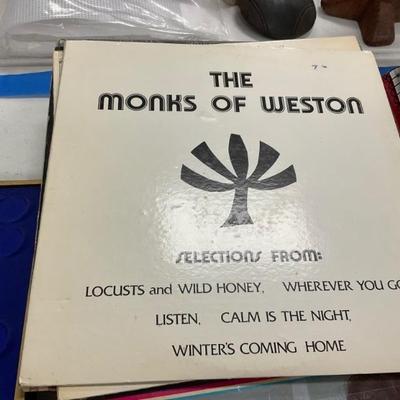 THE
MONKS OF WESTON
SELECTIONS FROM:
LOCUSTS and WILD HONEY, WHEREVER YOU GO
LISTEN, CALM IS THE NIGHT,
WINTER'S COMING HOME